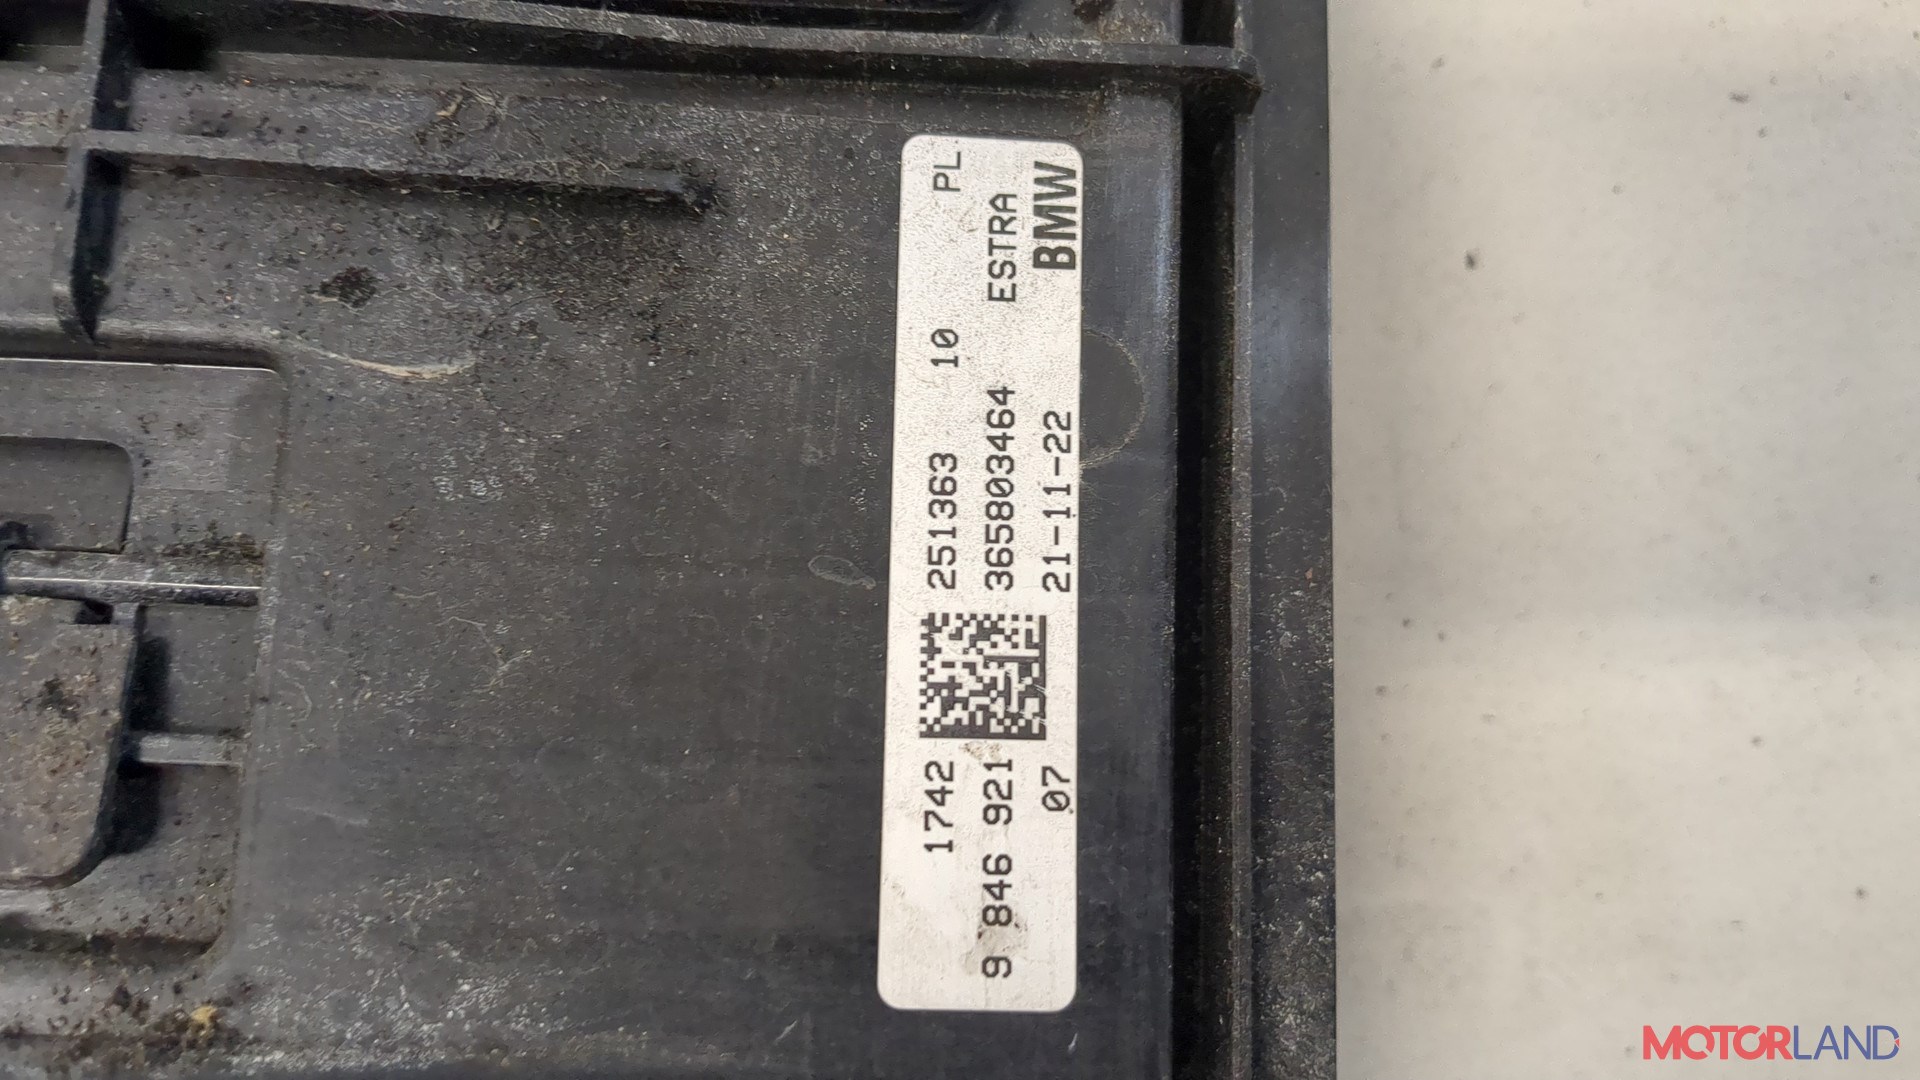 1742 251363 10 PL
9 846 921 365803464 ESTRA
07 21-11-22 BMW
MOTORLAND